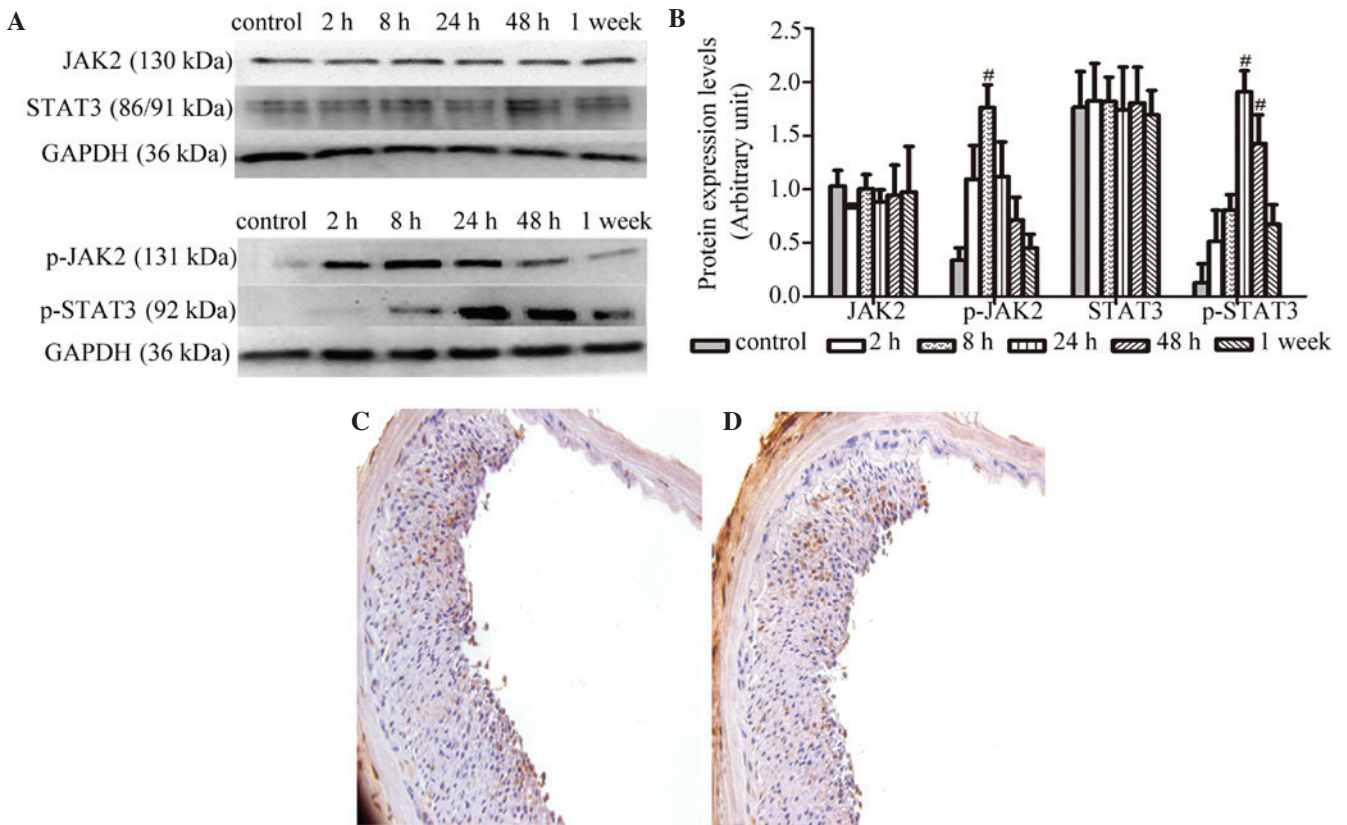 A
control 2 h 8 h 24 h 48 h 1 week
JAK2 (130 kDa)
STAT3 (86/91 kDa)
GAPDH (36 kDa)
control 2 h 8 h 24 h 48 h 1 week
p-JAK2 (131 kDa)
p-STAT3 (92 kDa)
GAPDH (36 kDa)
B
Protein expression levels
(Arbitrary unit)
2.5
2.0
1.5
1.0
0.5
0.0
#
#
#
JAK2 p-JAK2 STAT3 p-STAT3
control 2 h 8 h 24 h 48 h 1 week
C
D